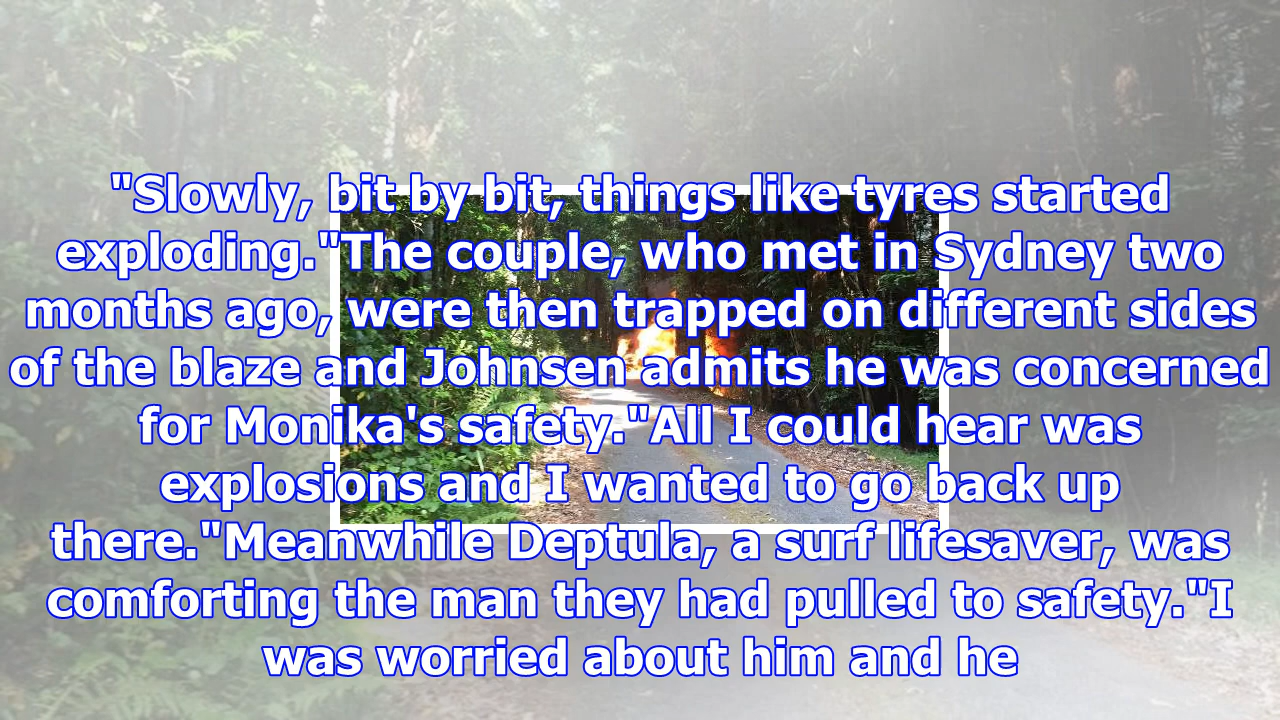 "Slowly, bit by bit, things like tyres started
exploding."The couple, who met in Sydney two
months ago, were then trapped on different sides
of the blaze and Johnsen admits he was concerned
for Monika's safety."All I could hear was
explosions and I wanted to go back up
there."Meanwhile Deptula, a surf lifesaver, was
comforting the man they had pulled to safety."I
was worried about him and he